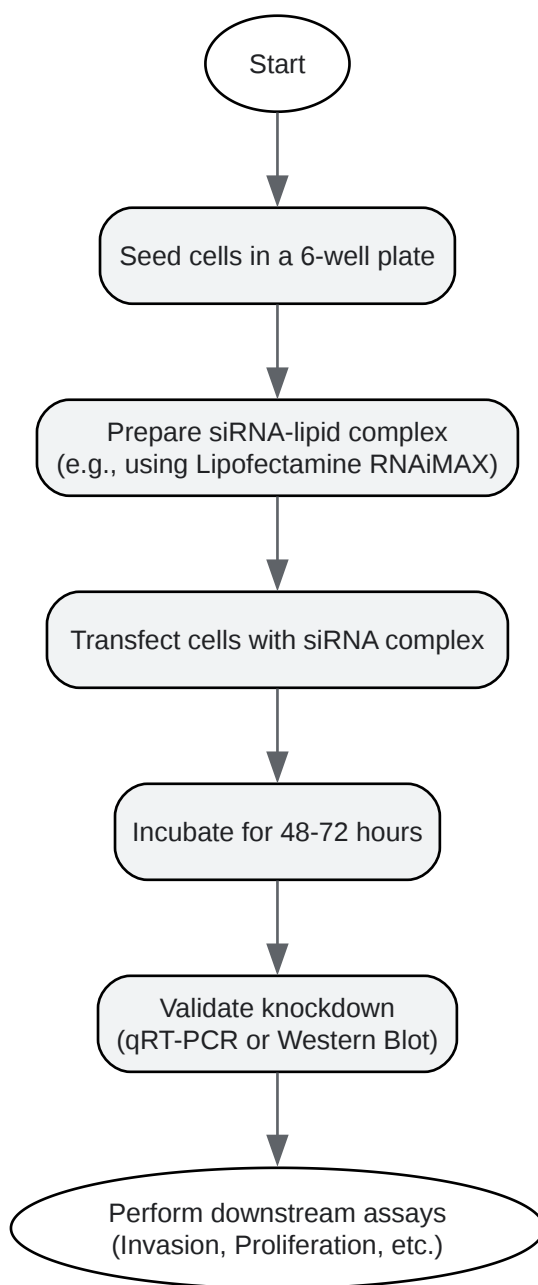 Start
Seed cells in a 6-well plate
Prepare siRNA-lipid complex
(e.g., using Lipofectamine RNAiMAX)
Transfect cells with siRNA complex
Incubate for 48-72 hours
Validate knockdown
(qRT-PCR or Western Blot)
Perform downstream assays
(Invasion, Proliferation, etc.)